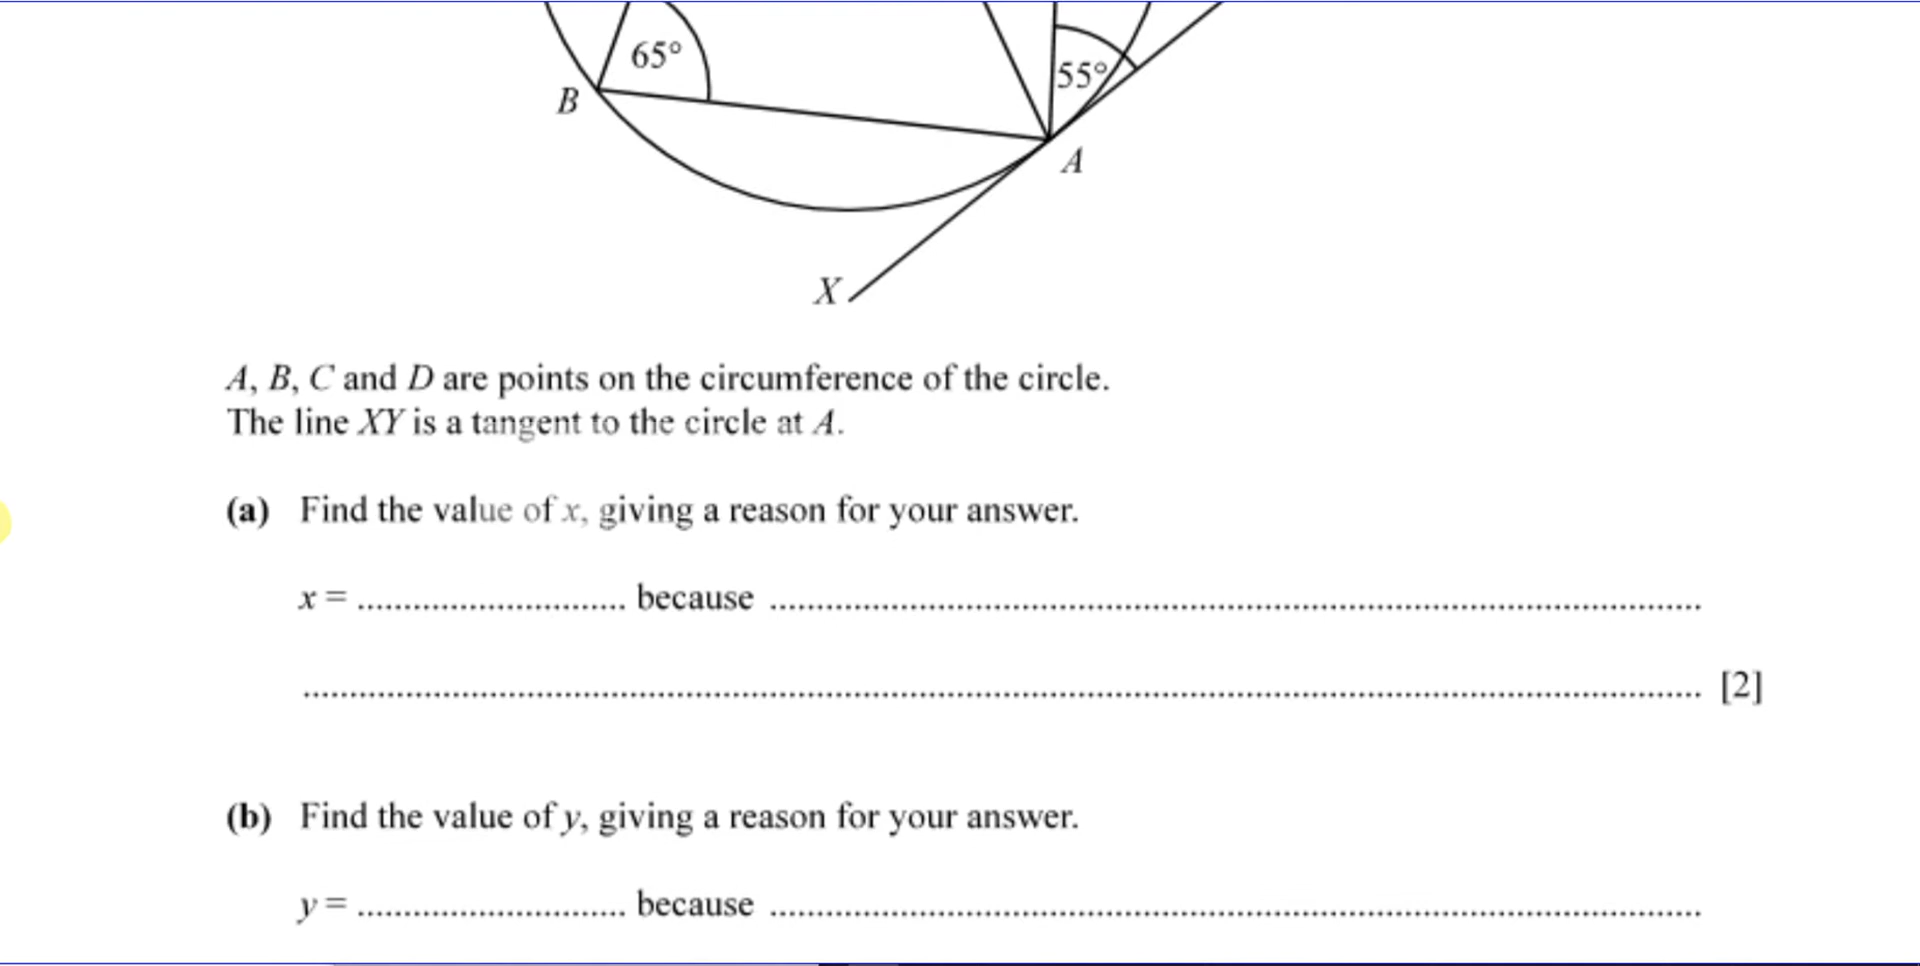 65°
55°
B
A
X
A, B, C and D are points on the circumference of the circle.
The line XY is a tangent to the circle at A.
(a) Find the value of x, giving a reason for your answer.
x = ............................ because ....................................................................................
.................................................................................................................................... [2]
(b) Find the value of y, giving a reason for your answer.
y = ............................ because ....................................................................................